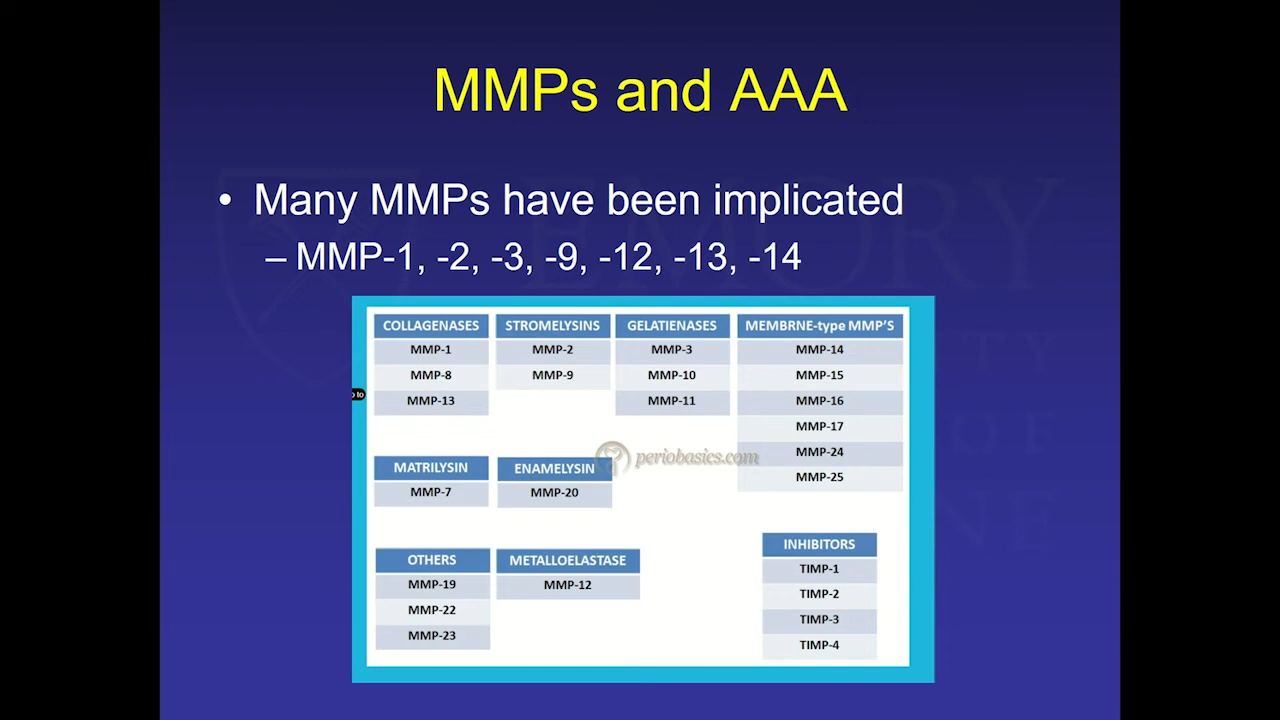 MMPs and AAA
• Many MMPs have been implicated
– MMP-1, -2, -3, -9, -12, -13, -14
COLLAGENASES
MMP-1
MMP-8
MMP-13
STROMELYSINS
MMP-2
MMP-9
GELATIENASES
MMP-3
MMP-10
MMP-11
MEMBRNE-type MMP'S
MMP-14
MMP-15
MMP-16
MMP-17
MMP-24
MMP-25
periobasics.com
MATRILYSIN
MMP-7
ENAMELYSIN
MMP-20
OTHERS
MMP-19
MMP-22
MMP-23
METALLOELASTASE
MMP-12
INHIBITORS
TIMP-1
TIMP-2
TIMP-3
TIMP-4
EMORY